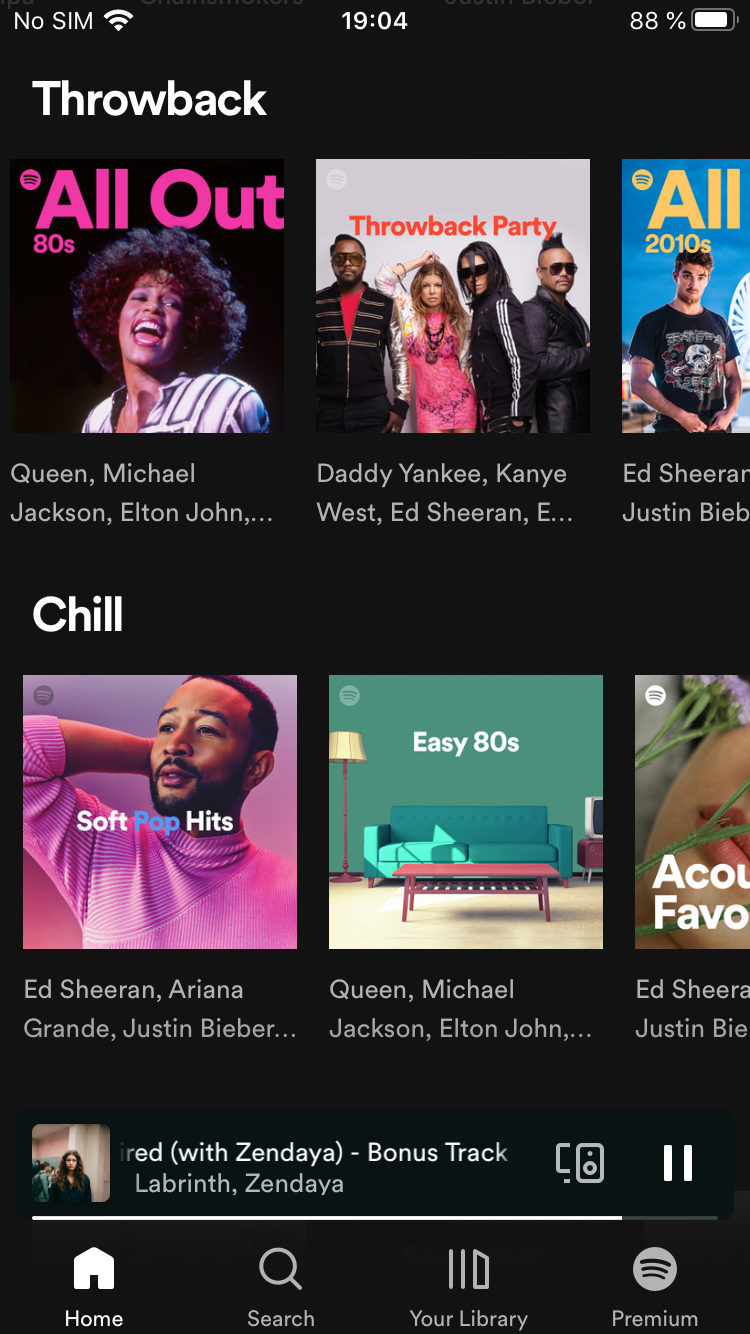 Chainsmokers
Justin Bieber
No SIM
19:04
88 %
Throwback
All Out
80s
Throwback Party
All
2010s
Queen, Michael
Jackson, Elton John,...
Daddy Yankee, Kanye
West, Ed Sheeran, E...
Ed Sheeran
Justin Bieb
Chill
Soft Pop Hits
Easy 80s
Acou
Favo
Ed Sheeran, Ariana
Grande, Justin Bieber...
Queen, Michael
Jackson, Elton John,...
Ed Sheera
Justin Bie
ired (with Zendaya) - Bonus Track
Labrinth, Zendaya
Home
Search
Your Library
Premium